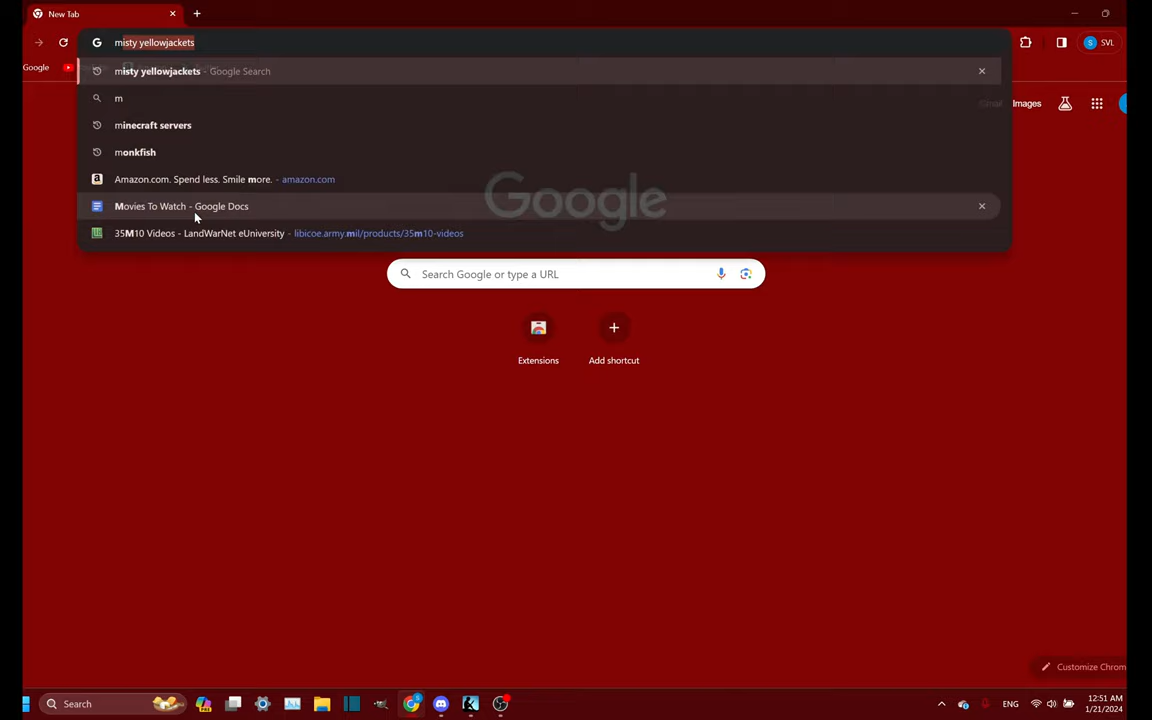 New Tab
misty yellowjackets
Google
misty yellowjackets - Google Search
m
minecraft servers
monkfish
Amazon.com. Spend less. Smile more. - amazon.com
Movies To Watch - Google Docs
35M10 Videos - LandWarNet eUniversity - libicoe.army.mil/products/35m10-videos
SVL
S
Gmail
Images
Google
Search Google or type a URL
Extensions
Add shortcut
Customize Chrom
Search
ENG
12:51 AM
1/21/2024